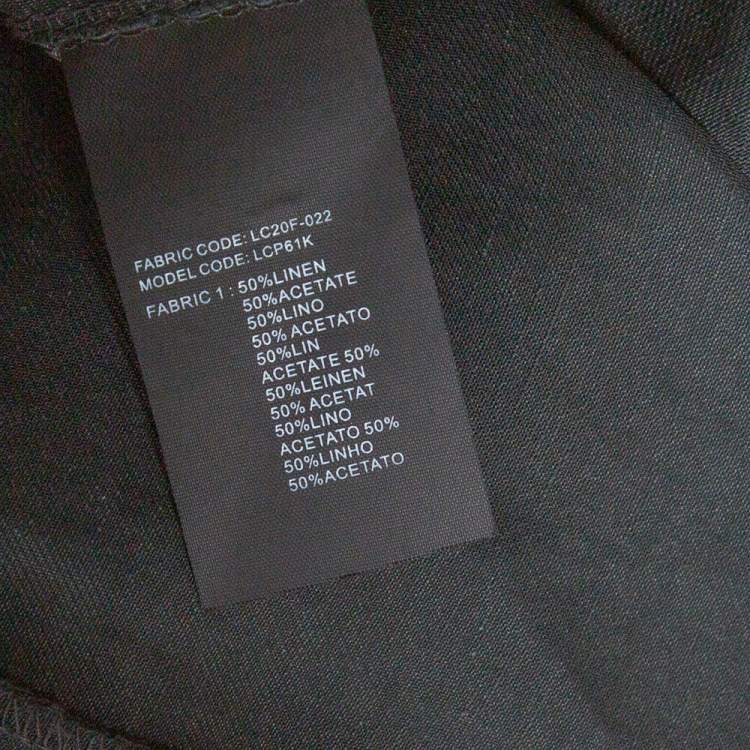 FABRIC CODE: LC20F-022
MODEL CODE: LCP61K
FABRIC 1 : 50%LINEN
50%ACETATE
50%LINO
50% ACETATO
50%LIN
ACETATE 50%
50%LEINEN
50% ACETAT
50%LINO
ACETATO 50%
50%LINHO
50%ACETATO